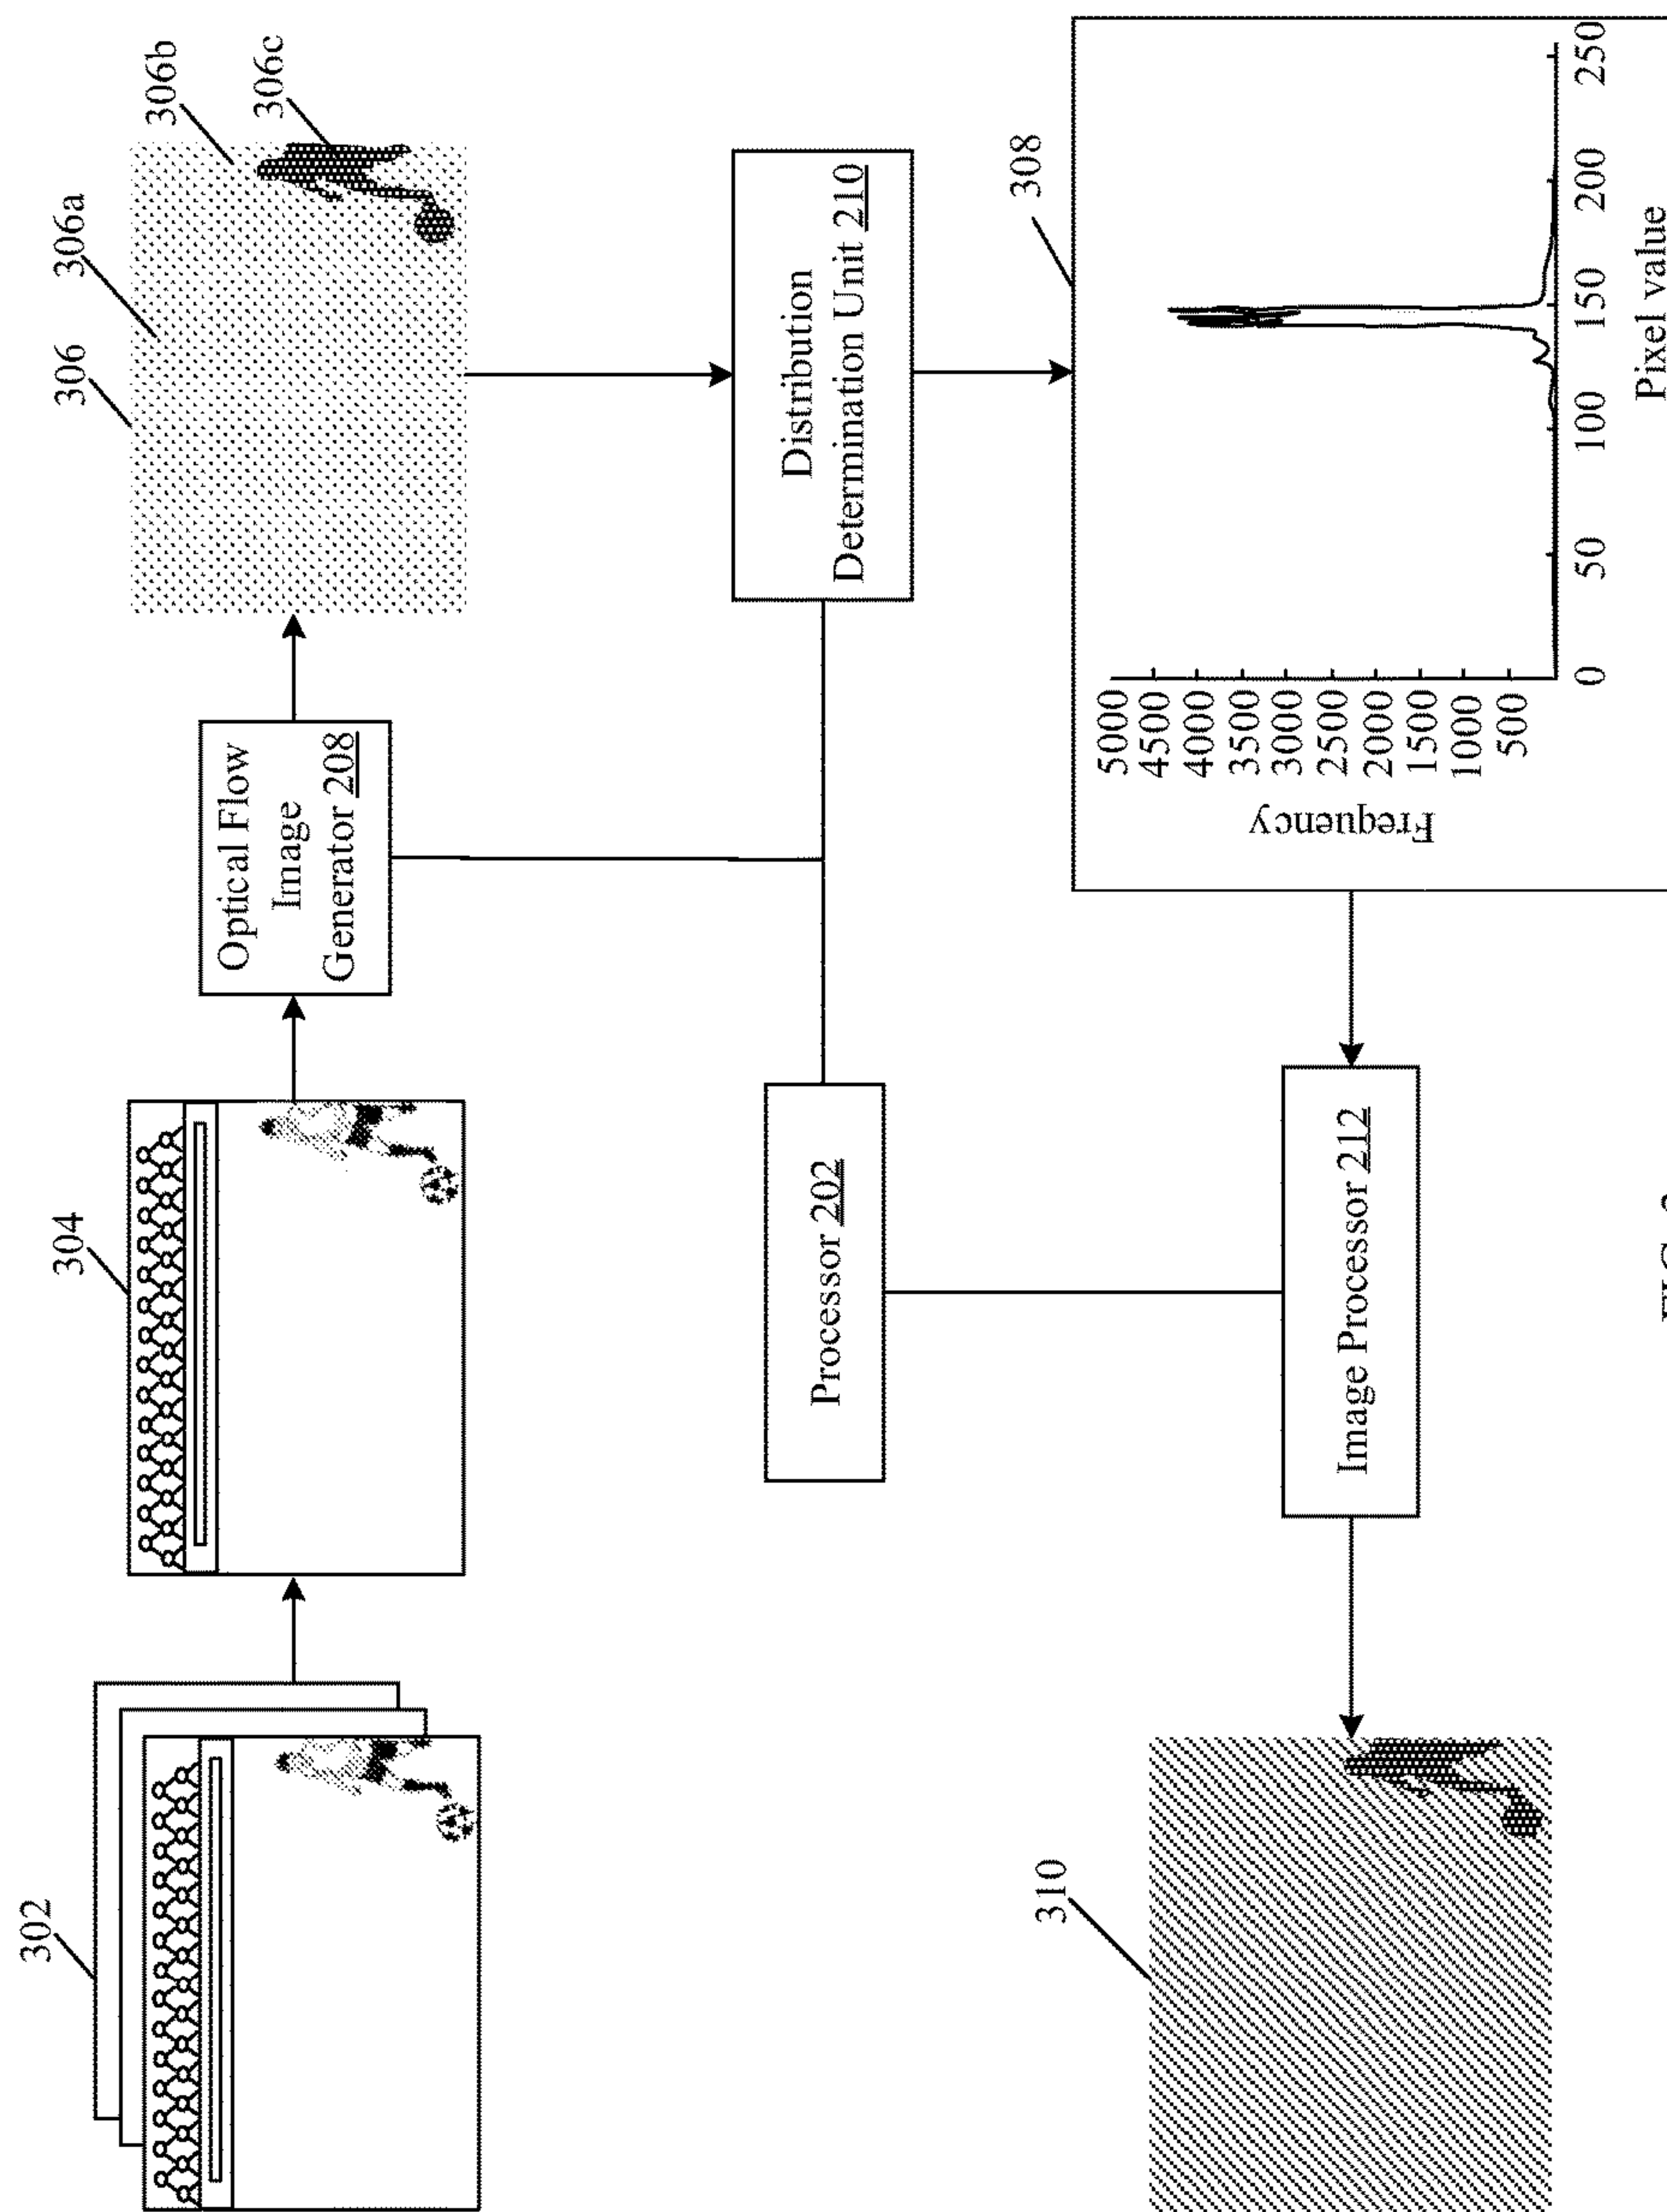 302
304
306
306a
306b
306c
Optical Flow
Image
Generator 208
Processor 202
Distribution
Determination Unit 210
310
Image Processor 212
308
Frequency
5000
4500
4000
3500
3000
2500
2000
1500
1000
500
0
50
100
150
200
250
Pixel value